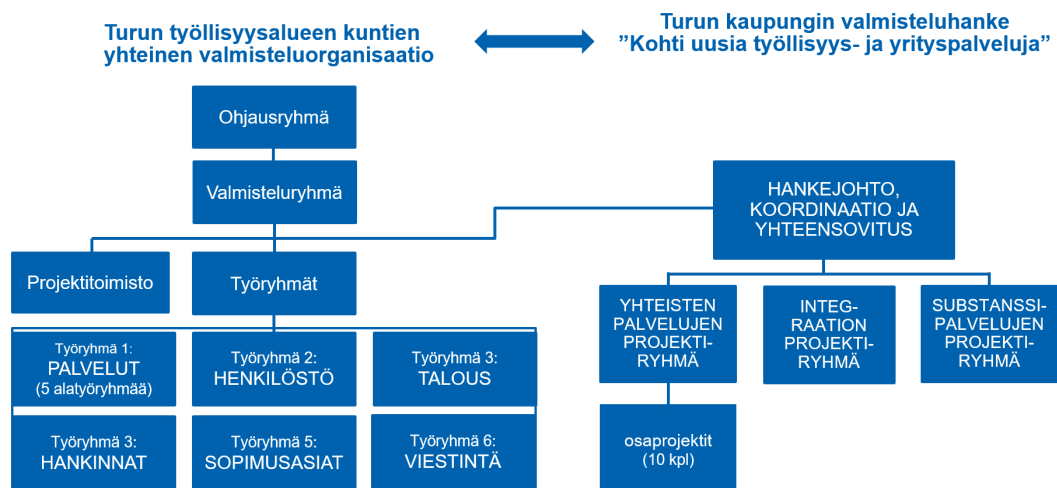 Turun työllisyysalueen kuntien
yhteinen valmisteluorganisaatio
Turun kaupungin valmisteluhanke
”Kohti uusia työllisyys- ja yrityspalveluja”
Ohjausryhmä
Valmisteluryhmä
Projektitoimisto
Työryhmät
Työryhmä 1:
PALVELUT
(5 alatyöryhmää)
Työryhmä 2:
HENKILÖSTÖ
Työryhmä 3:
TALOUS
Työryhmä 3:
HANKINNAT
Työryhmä 5:
SOPIMUSASIAT
Työryhmä 6:
VIESTINTÄ
HANKEJOHTO,
KOORDINAATIO JA
YHTEENSOVITUS
YHTEISTEN
PALVELUJEN
PROJEKTI-
RYHMÄ
INTEG-
RAATION
PROJEKTI-
RYHMÄ
SUBSTANSSI-
PALVELUJEN
PROJEKTI-
RYHMÄ
osaprojektit
(10 kpl)